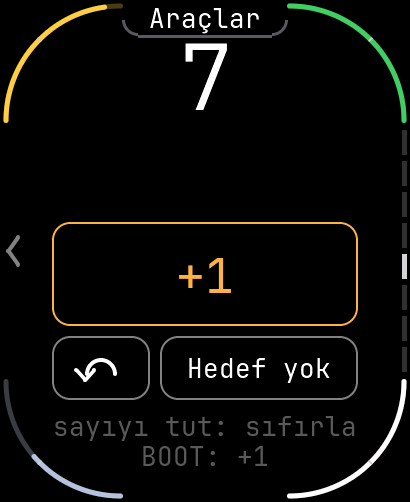 Araçlar
7
+1
Hedef yok
sayıyı tut: sıfırla
BOOT: +1